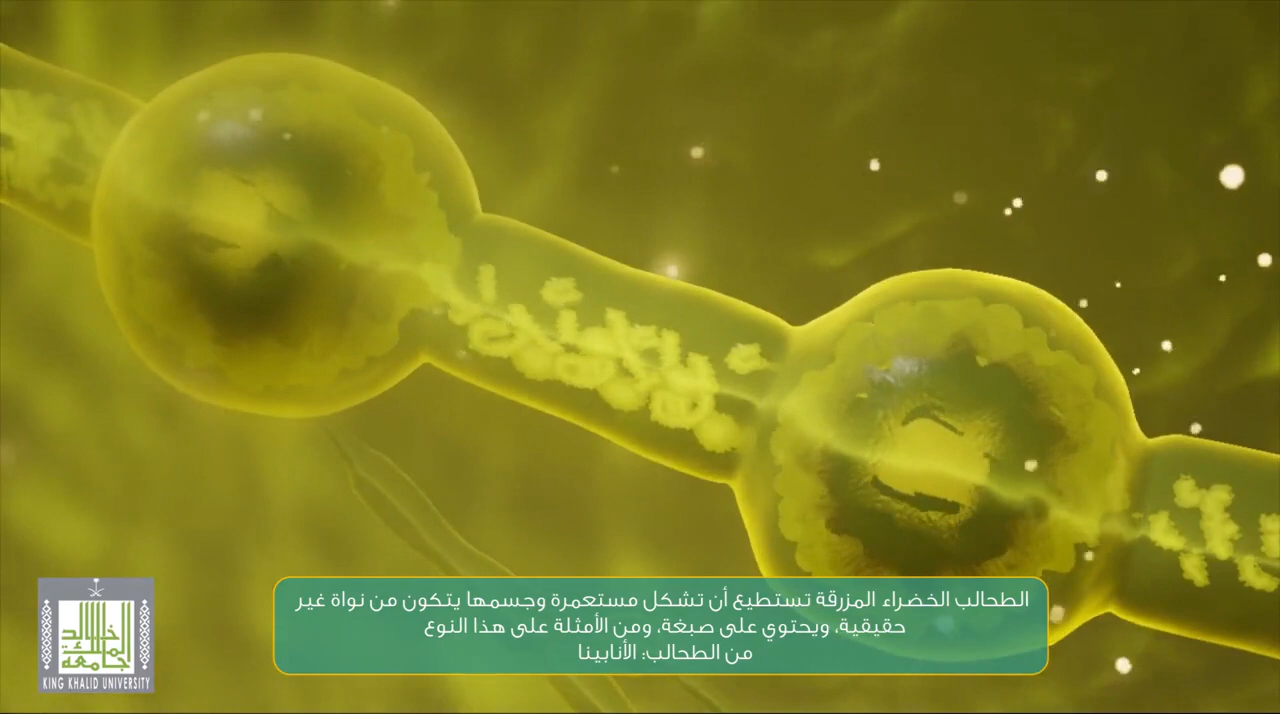 الطحالب الخضراء المزرقة تستطيع أن تشكل مستعمرة وجسمها يتكون من نواة غير
حقيقية، ويحتوي على صبغة، ومن الأمثلة على هذا النوع
من الطحالب: الأنابينا
جامعة
الملك
خالد
KING KHALID UNIVERSITY